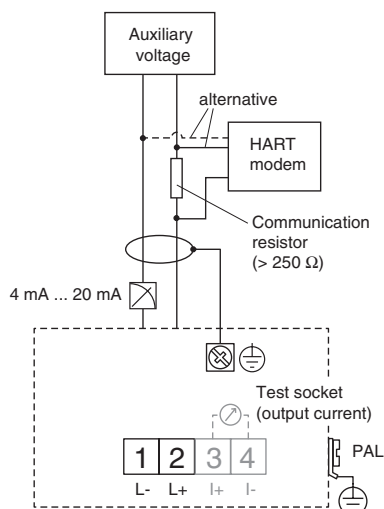 Auxiliary
voltage
alternative
HART
modem
Communication
resistor
(> 250 Ω)
4 mA ... 20 mA
Test socket
(output current)
1 2 3 4
L- L+ I+ I-
PAL